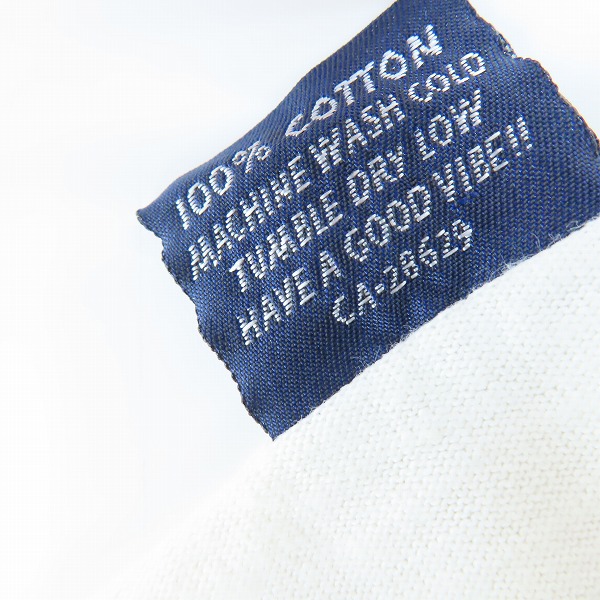 100% COTTON
MACHINE WASH COLD
TUMBLE DRY LOW
HAVE A GOOD VIBE!!
CA-28629